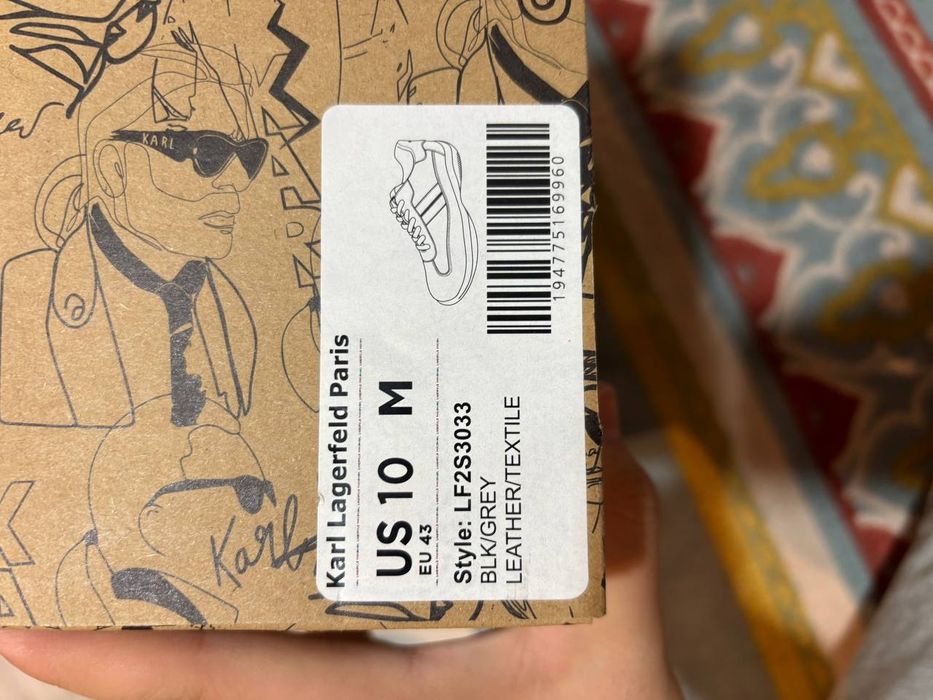 KARL
Karl
Karl Lagerfeld Paris
US 10 M
EU 43
Style: LF2S3033
BLK/GREY
LEATHER/TEXTILE
194775169960